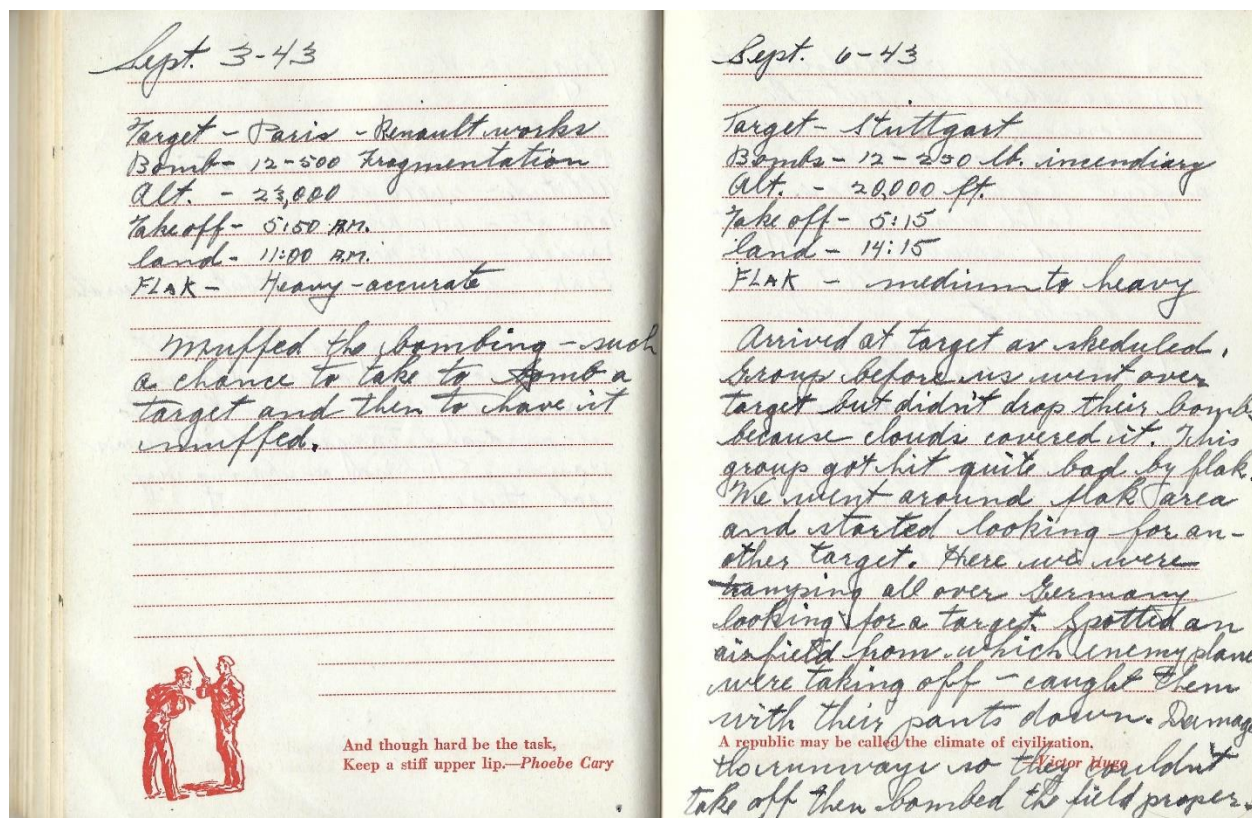 Sept. 3-43
Target - Paris - Renault works
Bomb - 12-500 Fragmentation
Alt. - 23,000
Takeoff - 5:50 A.M.
land - 11:00 A.M.
FLAK - Heavy - accurate
Muffed the bombing - such
a chance to take to bomb a
target and then to have it
muffed.
And though hard be the task,
Keep a stiff upper lip.—Phoebe Cary
Sept. 6-43
Target - Stuttgart
Bombs - 12 - 250 lb. incendiary
Alt. - 20,000 ft.
Take off - 5:15
land - 14:15
FLAK - medium to heavy
Arrived at target as skeduled.
Group before us went over
target but didn't drop their bombs
because clouds covered it. This
group got hit quite bad by flak.
We went around flak area
and started looking for an-
other target. Here we were
tramping all over Germany
looking for a target. Spotted an
airfield from which enemy plane
were taking off - caught them
with their pants down. Damage
A republic may be called the climate of civilization.
—Victor Hugo
the runways so they couldn't
take off then bombed the field proper.